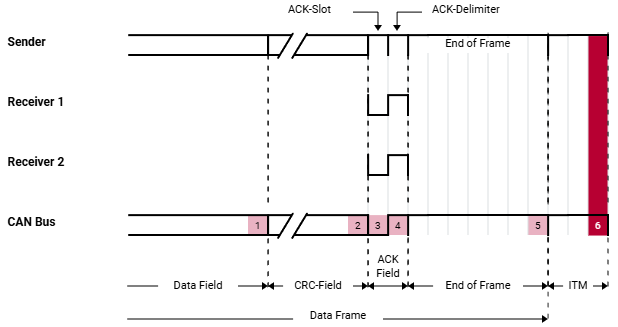 ACK-Slot ACK-Delimiter
Sender End of Frame
Receiver 1
Receiver 2
CAN Bus 1 2 3 4 5 6
ACK
Field
Data Field CRC-Field End of Frame ITM
Data Frame